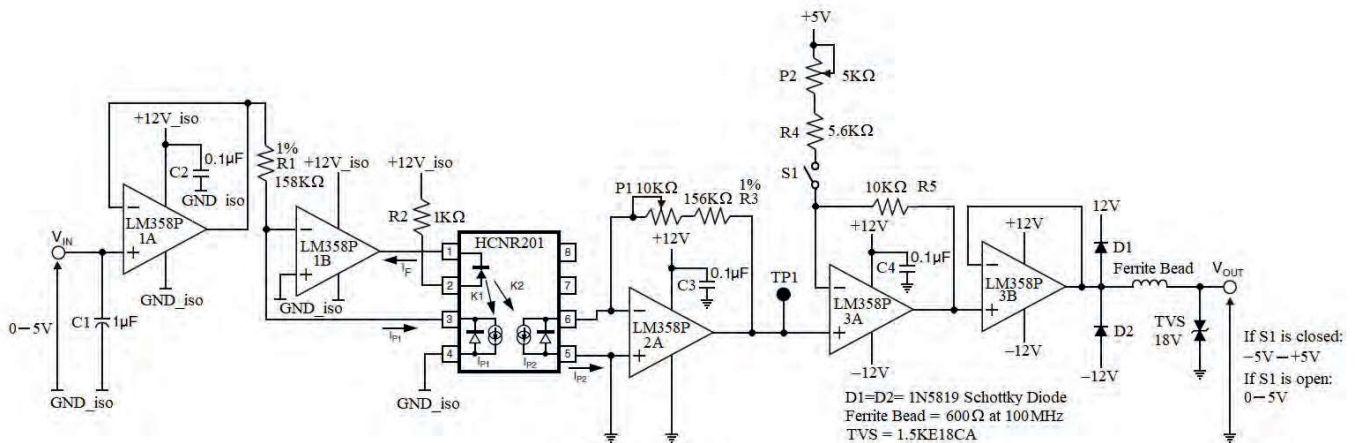 +5V
P2
5KΩ
R4
5.6KΩ
S1
+12V_iso
0.1μF
C2
GND_iso
LM358P
1A
GND_iso
V_IN
0−5V
C1
1μF
GND_iso
GND_iso
1%
R1
158KΩ
+12V_iso
LM358P
1B
GND_iso
GND_iso
+12V_iso
R2
1KΩ
I_F
I_P1
GND_iso
HCNR201
1
2
3
4
8
7
6
5
K1
K2
I_P1
I_P2
I_P2
P1
10KΩ
156KΩ
1%
R3
+12V
0.1μF
C3
LM358P
2A
TP1
10KΩ
R5
+12V
0.1μF
C4
LM358P
3A
−12V
+12V
LM358P
3B
−12V
12V
D1
Ferrite Bead
V_OUT
D2
−12V
TVS
18V
If S1 is closed:
−5V−+5V
If S1 is open:
0−5V
D1=D2= 1N5819 Schottky Diode
Ferrite Bead = 600Ω at 100MHz
TVS = 1.5KE18CA